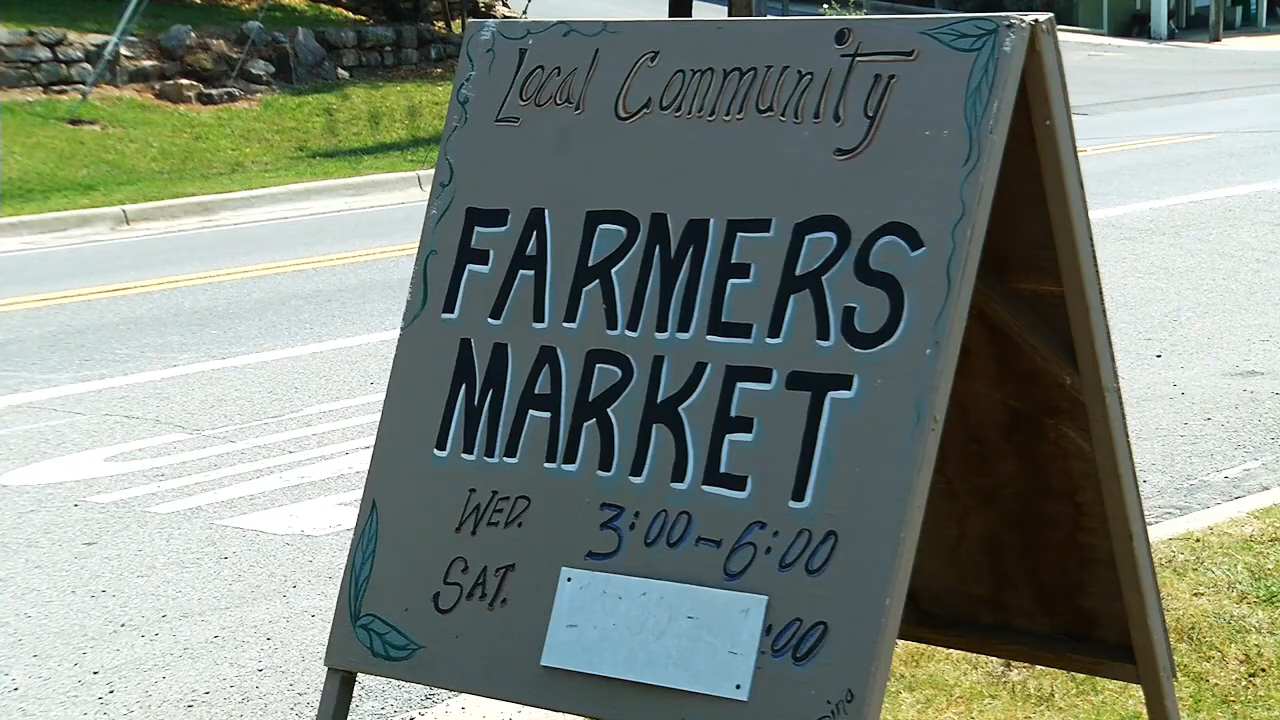 Local Community
FARMERS
MARKET
WED. 3:00-6:00
SAT. :00